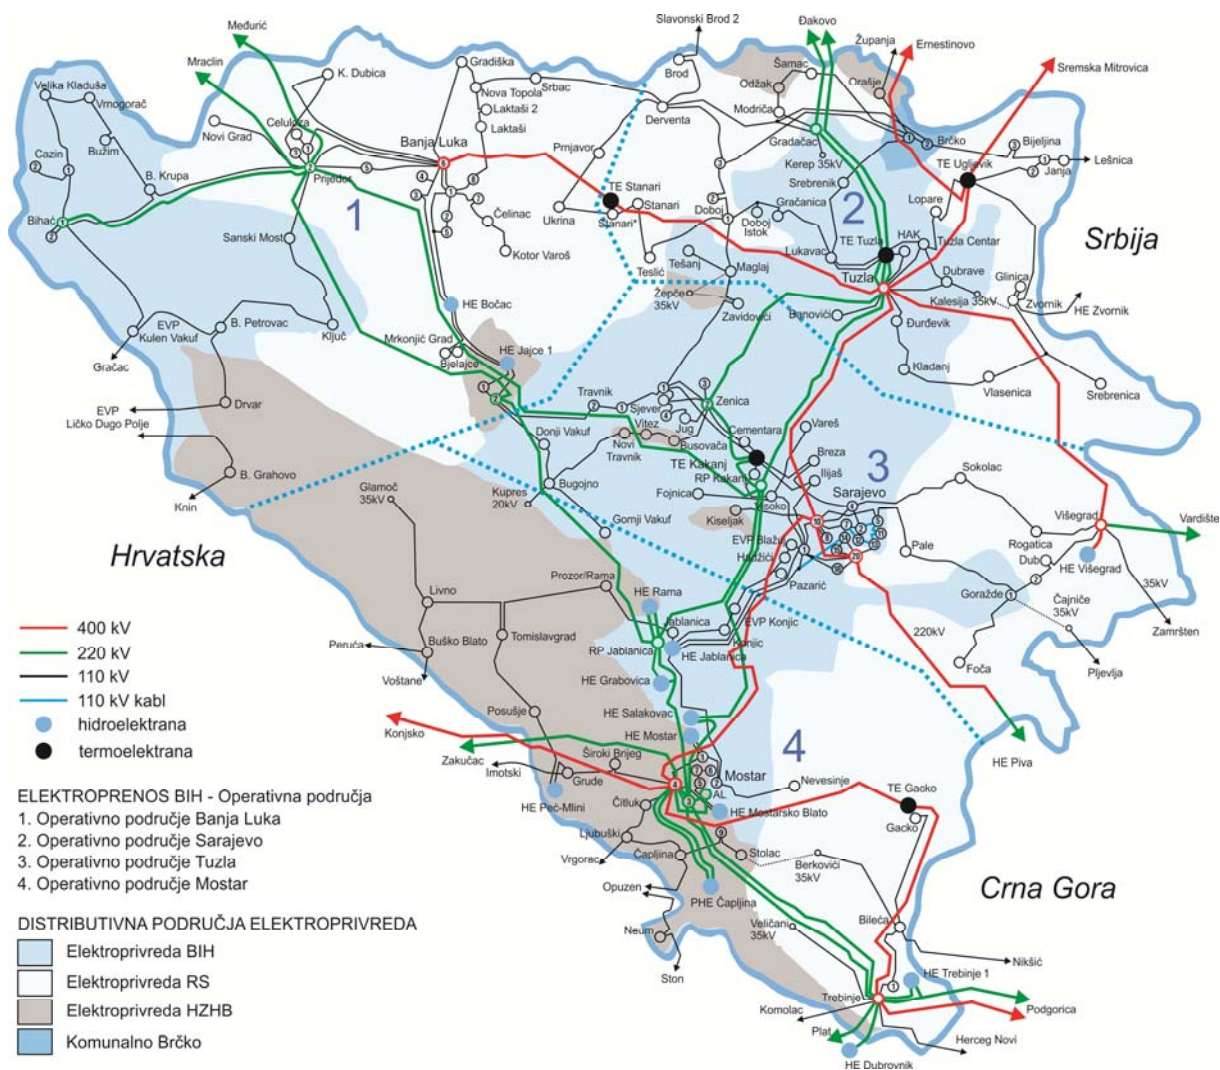 Međurić
Mraclin
Slavonski Brod 2
Đakovo
Županja
Ernestinovo
Sremska Mitrovica
Velika Kladuša
Vrnograč
K. Dubica
Gradiška
Nova Topola
Srbac
Laktaši 2
Laktaši
Brod
Derventa
Odžak
Šamac
Modriča
Orašje
Brčko
Bijeljina
Lešnica
Janja
Novi Grad
Celuloza
Banja Luka
Prnjavor
Gradačac
Kerep 35kV
TE Ugljevik
Cazin
Bužim
B. Krupa
Prijedor
Bihać
Sanski Most
Čelinac
Kotor Varoš
TE Stanari
Stanari
Stanari*
Ukrina
Teslić
Doboj
Doboj
Istok
Srebrenik
Gračanica
Lukavac
TE Tuzla
Tuzla
HAK
Tuzla Centar
Lopare
Dubrave
Kalesija 35kV
Glinica
Zvornik
HE Zvornik
Srbija
1
2
3
4
Tešanj
Maglaj
Žepče
35kV
Zavidovići
Banovići
Đurđevik
Kladanj
Vlasenica
Srebrenica
EVP
Kulen Vakuf
B. Petrovac
Ključ
Gračac
HE Bočac
Mrkonjić Grad
Bjelajce
HE Jajce 1
Drvar
EVP
Ličko Dugo Polje
B. Grahovo
Knin
Glamoč
35kV
Travnik
Sjever
Zenica
Jug
Vitez
Novi
Travnik
Busovača
Donji Vakuf
Bugojno
Kupres
20kV
Gornji Vakuf
Cementara
TE Kakanj
RP Kakanj
Visoko
Fojnica
Kiseljak
Vareš
Breza
Ilijaš
Sarajevo
Sokolac
Rogatica
Višegrad
Vardište
HE Višegrad
Dub
Pale
Goražde
Čajniče
35kV
35kV
Zamršten
Pljevlja
Foča
220kV
HE Piva
EVP Blažuj
Hadžići
Pazarić
EVP Konjic
Konjic
Prozor/Rama
HE Rama
Jablanica
RP Jablanica
HE Jablanica
HE Grabovica
HE Salakovac
HE Mostar
Mostar
AL
HE Mostarsko Blato
Nevesinje
TE Gacko
Gacko
Hrvatska
Livno
Buško Blato
Tomislavgrad
Peruća
Voštane
Posušje
Konjsko
Zakučac
Imotski
Grude
Široki Brijeg
HE Peć-Mlini
Čitluk
Ljubuški
Vrgorac
Čapljina
Stolac
Berkovići
35kV
Opuzen
PHE Čapljina
Neum
Ston
Veličani
35kV
Bileća
Nikšić
Crna Gora
HE Trebinje 1
Trebinje
Komolac
Plat
Podgorica
Herceg Novi
HE Dubrovnik
400 kV
220 kV
110 kV
110 kV kabl
hidroelektrana
termoelektrana
ELEKTROPRENOS BIH - Operativna područja
1. Operativno područje Banja Luka
2. Operativno područje Sarajevo
3. Operativno područje Tuzla
4. Operativno područje Mostar
DISTRIBUTIVNA PODRUČJA ELEKTROPRIVREDA
Elektroprivreda BIH
Elektroprivreda RS
Elektroprivreda HZHB
Komunalno Brčko